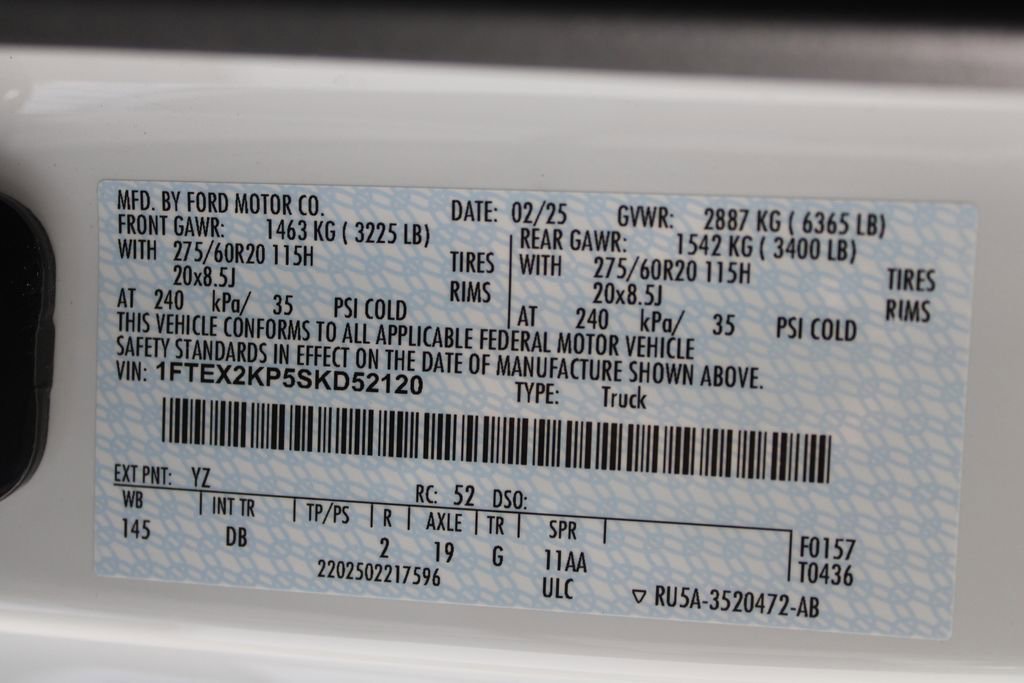 MFD. BY FORD MOTOR CO. DATE: 02/25 GVWR: 2887 KG ( 6365 LB)
FRONT GAWR: 1463 KG ( 3225 LB) REAR GAWR: 1542 KG ( 3400 LB)
WITH 275/60R20 115H TIRES WITH 275/60R20 115H TIRES
20x8.5J RIMS 20x8.5J RIMS
AT 240 kPa/ 35 PSI COLD AT 240 kPa/ 35 PSI COLD
THIS VEHICLE CONFORMS TO ALL APPLICABLE FEDERAL MOTOR VEHICLE
SAFETY STANDARDS IN EFFECT ON THE DATE OF MANUFACTURE SHOWN ABOVE.
VIN: 1FTEX2KP5SKD52120 TYPE: Truck
EXT PNT: YZ RC: 52 DSO:
WB INT TR TP/PS R AXLE TR SPR
145 DB 2 19 G 11AA F0157
2202502217596 ULC T0436
▽ RU5A-3520472-AB